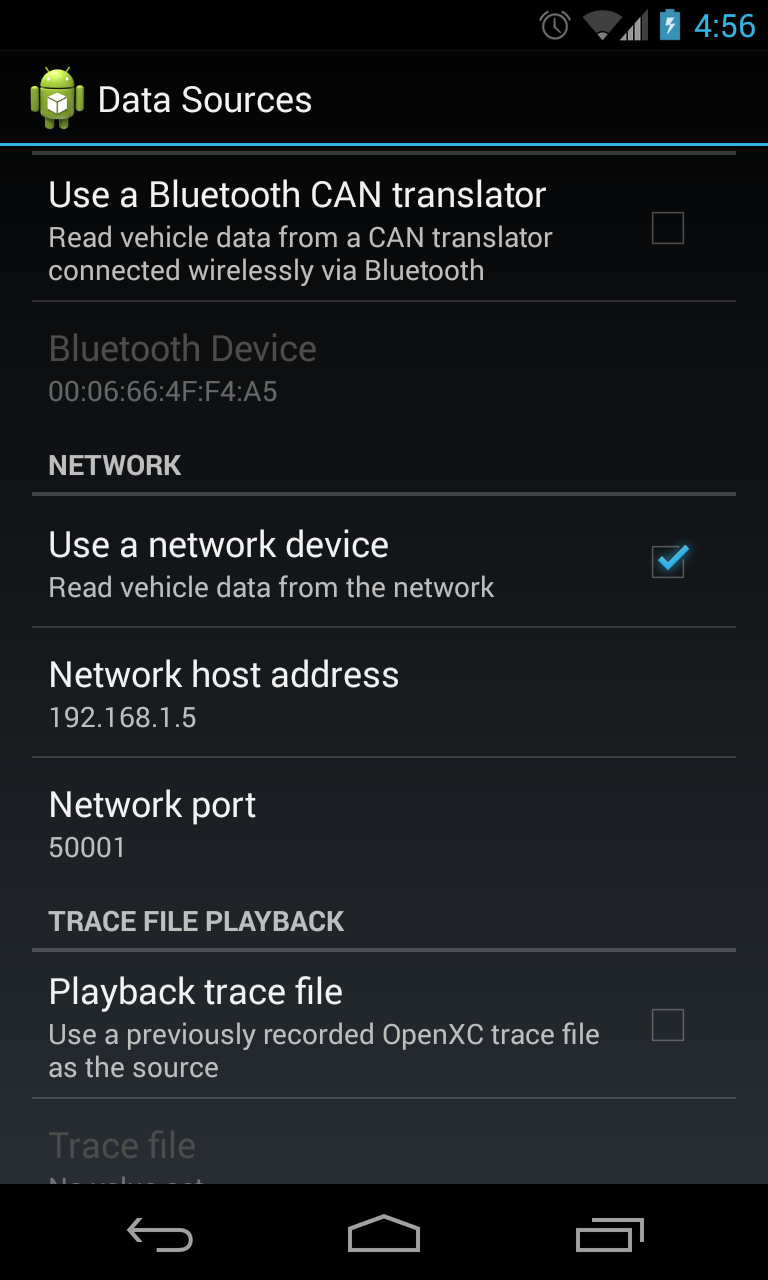 4:56
Data Sources
Use a Bluetooth CAN translator
Read vehicle data from a CAN translator
connected wirelessly via Bluetooth
Bluetooth Device
00:06:66:4F:F4:A5
NETWORK
Use a network device
Read vehicle data from the network
Network host address
192.168.1.5
Network port
50001
TRACE FILE PLAYBACK
Playback trace file
Use a previously recorded OpenXC trace file
as the source
Trace file
No value set